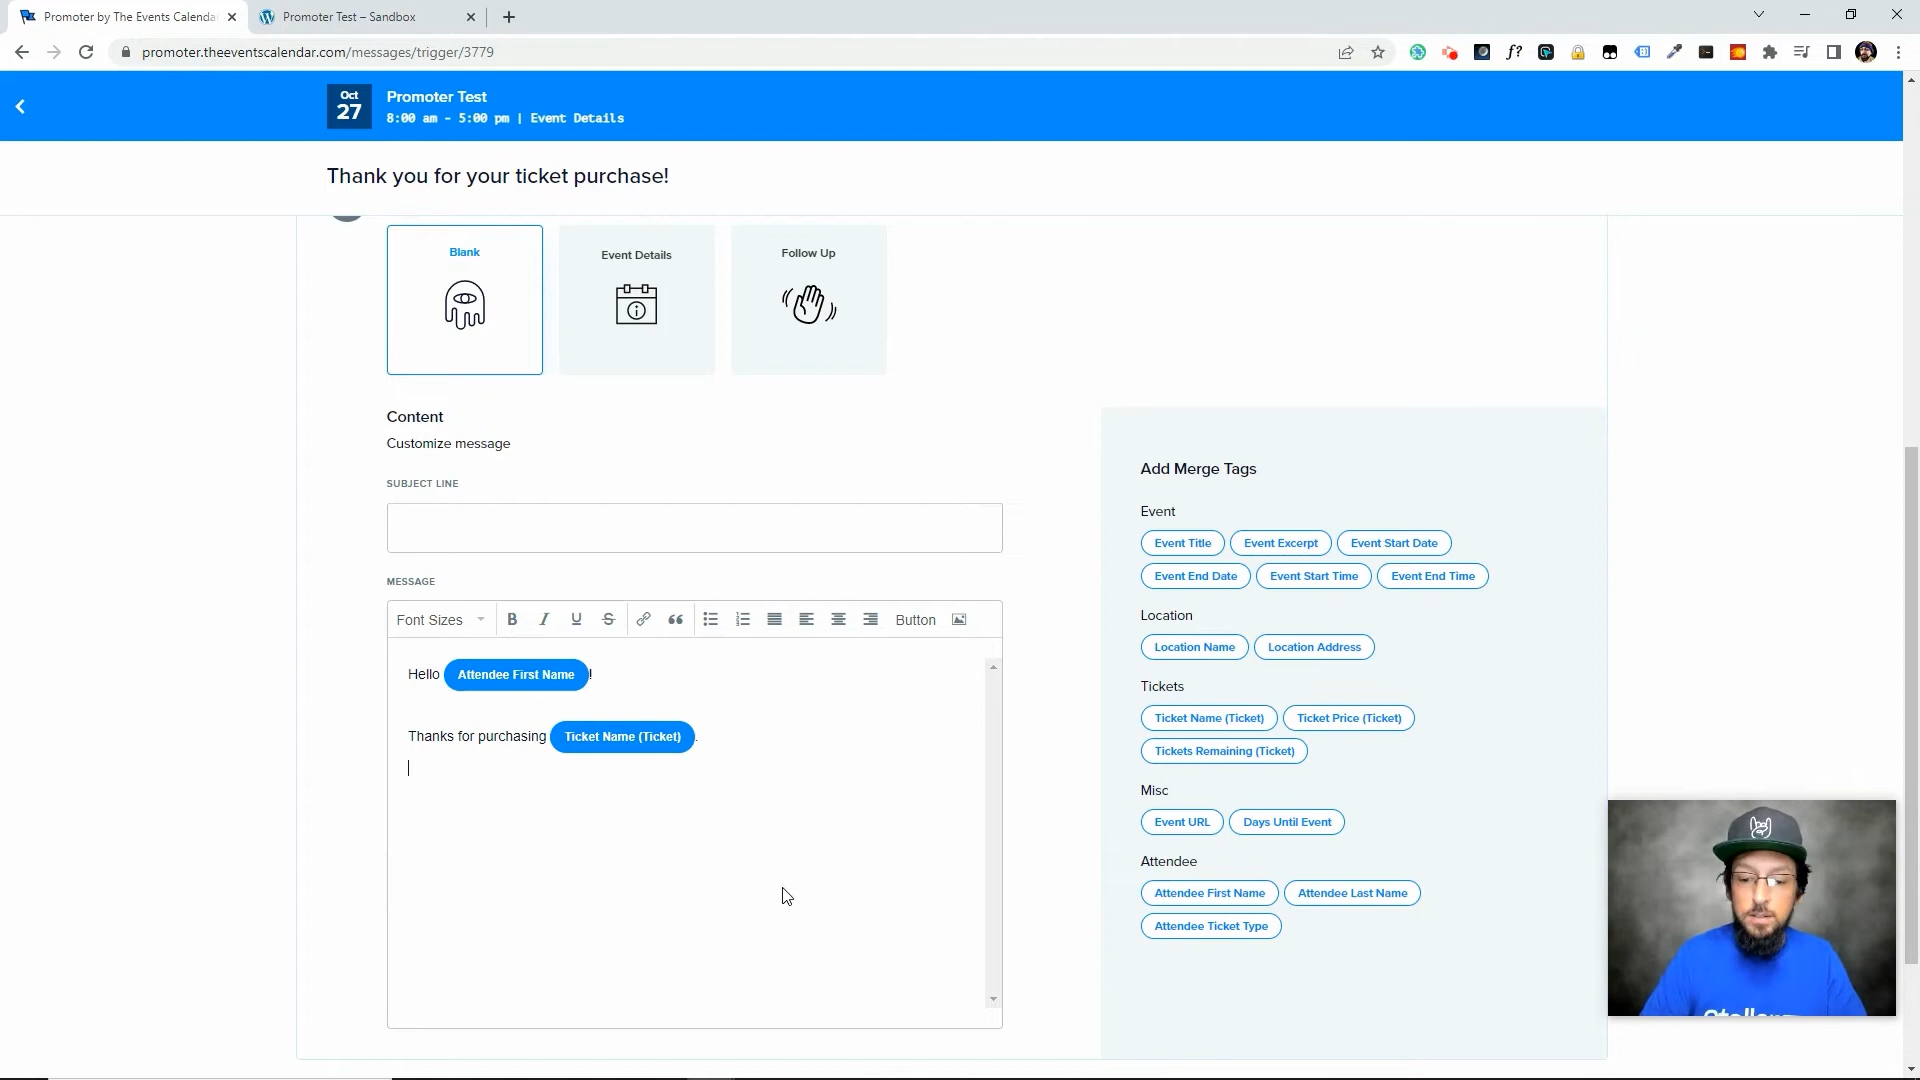 Promoter by The Events Calenda
Promoter Test – Sandbox
promoter.theeventscalendar.com/messages/trigger/3779
Oct
27
Promoter Test
8:00 am - 5:00 pm | Event Details
Thank you for your ticket purchase!
Blank
Event Details
Follow Up
Content
Customize message
SUBJECT LINE
MESSAGE
Font Sizes
B I U S
Button
Hello Attendee First Name!
Thanks for purchasing Ticket Name (Ticket).
Add Merge Tags
Event
Event Title Event Excerpt Event Start Date
Event End Date Event Start Time Event End Time
Location
Location Name Location Address
Tickets
Ticket Name (Ticket) Ticket Price (Ticket)
Tickets Remaining (Ticket)
Misc
Event URL Days Until Event
Attendee
Attendee First Name Attendee Last Name
Attendee Ticket Type